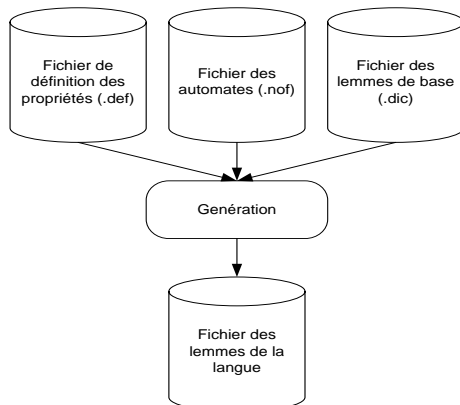 Fichier de
définition des
propriétés (.def)
Fichier des
automates (.nof)
Fichier des
lemmes de base
(.dic)
Genération
Fichier des
lemmes de la
langue